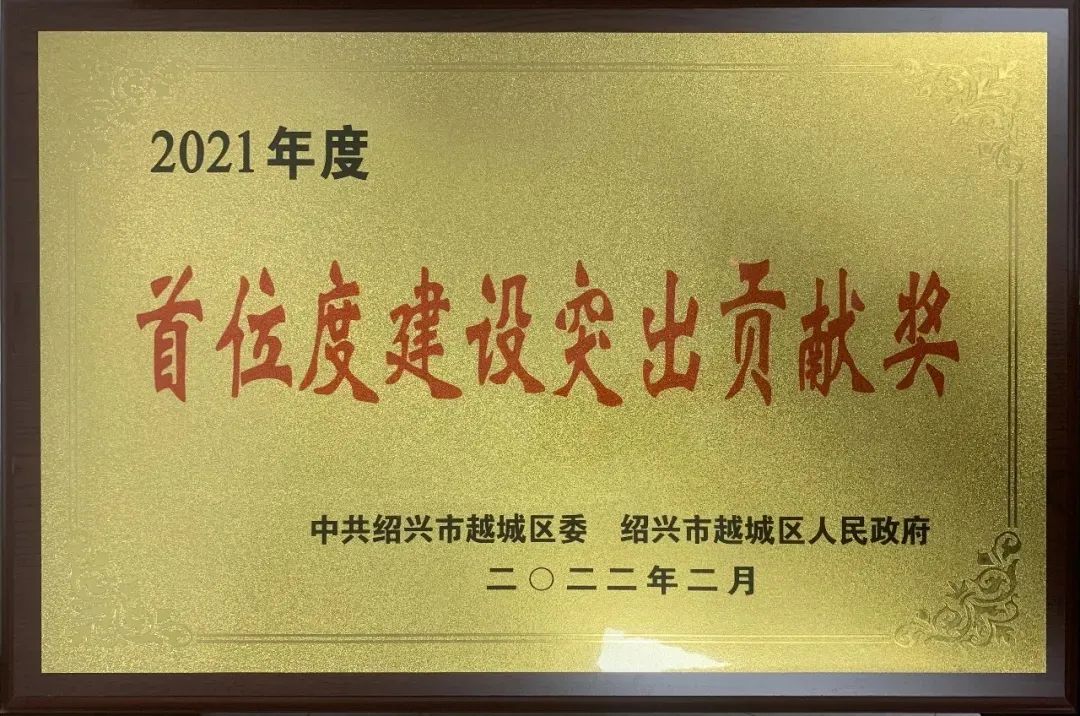 2021年度
首位度建设突出贡献奖
中共绍兴市越城区委 绍兴市越城区人民政府
二〇二二年二月